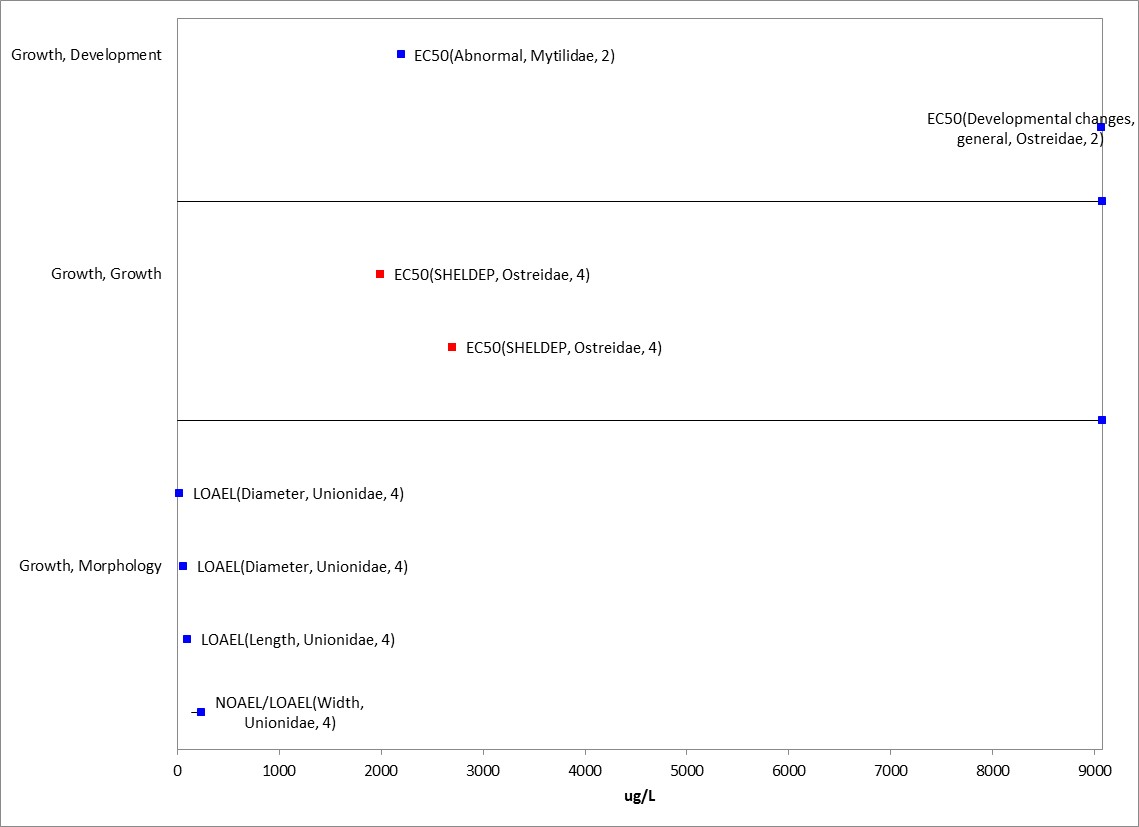 Growth, Development
EC50(Abnormal, Mytilidae, 2)
EC50(Developmental changes,
general, Ostreidae, 2)
Growth, Growth
EC50(SHELDEP, Ostreidae, 4)
EC50(SHELDEP, Ostreidae, 4)
LOAEL(Diameter, Unionidae, 4)
Growth, Morphology
LOAEL(Diameter, Unionidae, 4)
LOAEL(Length, Unionidae, 4)
NOAEL/LOAEL(Width,
Unionidae, 4)
0 1000 2000 3000 4000 5000 6000 7000 8000 9000
ug/L